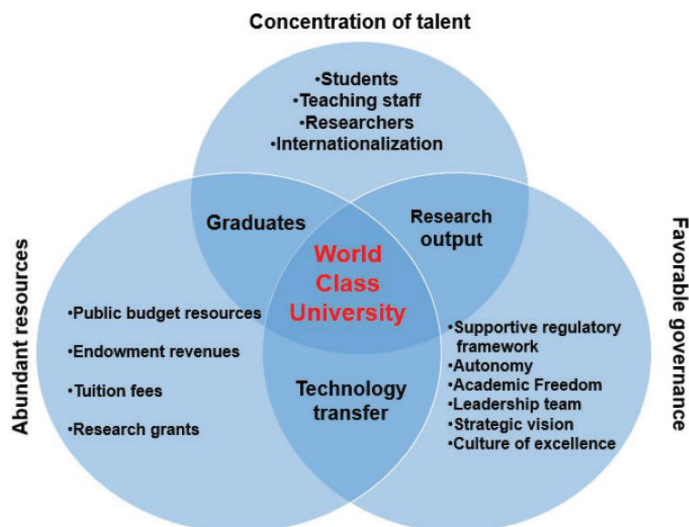 Concentration of talent
•Students
•Teaching staff
•Researchers
•Internationalization
Graduates
Research
output
World
Class
University
Abundant resources
•Public budget resources
•Endowment revenues
•Tuition fees
•Research grants
Technology
transfer
•Supportive regulatory
framework
•Autonomy
•Academic Freedom
•Leadership team
•Strategic vision
•Culture of excellence
Favorable governance